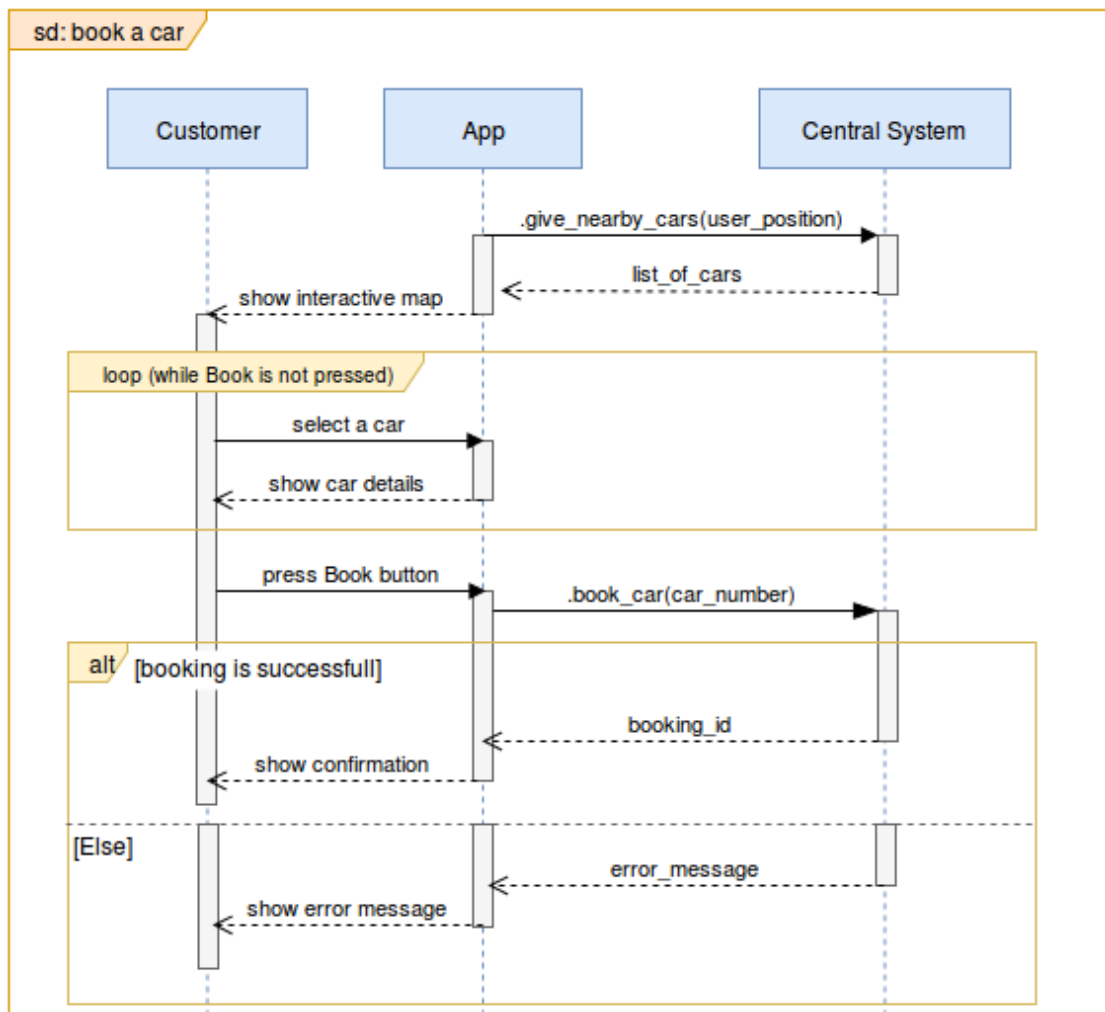 sd: book a car
Customer
App
Central System
.give_nearby_cars(user_position)
list_of_cars
show interactive map
loop (while Book is not pressed)
select a car
show car details
press Book button
.book_car(car_number)
alt
[booking is successfull]
booking_id
show confirmation
[Else]
error_message
show error message